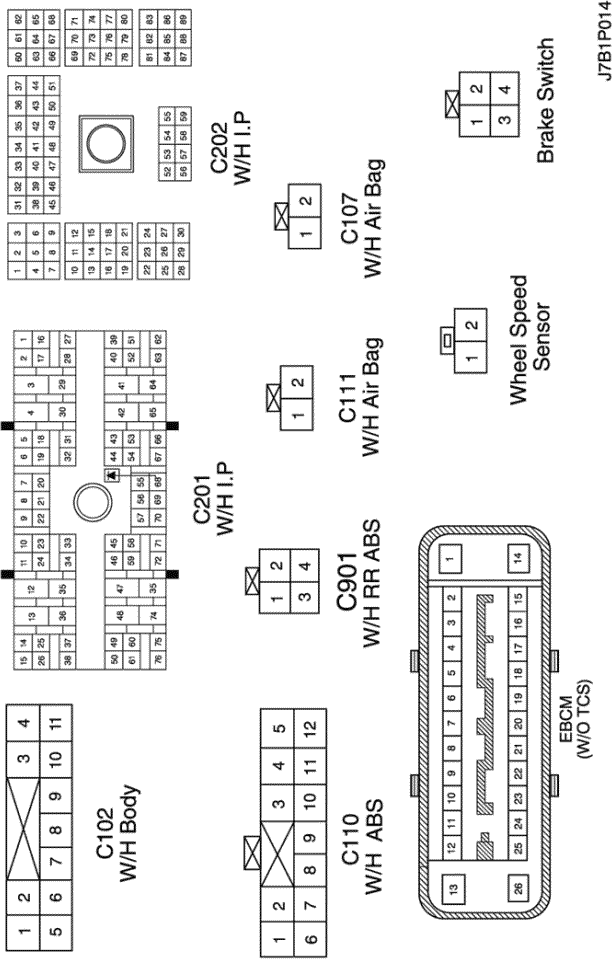 1 2 3 4
5 6 7 8 9 10 11
C102
W/H Body
15 14 13 12 11 10 9 8 7 6 5 4 3 2 1
26 25 24 23 22 21 20 19 18 17 16
38 37 36 35 34 33 32 31 30 29 28 27
50 49 48 47 46 45 44 43 42 41 40 39
61 60 59 58 57 56 55 54 53 52 51
76 75 74 35 72 71 70 69 68 67 66 65 64 63 62
C201
W/H I.P
1 2 3 31 32 33 34 35 36 37 60 61 62
4 5 6 38 39 40 41 42 43 44 63 64 65
7 8 9 45 46 47 48 49 50 51 66 67 68
10 11 12 69 70 71
13 14 15 72 73 74
16 17 18 75 76 77
19 20 21 78 79 80
22 23 24 81 82 83
25 26 27 84 85 86
28 29 30 87 88 89
52 53 54 55
56 57 58 59
C202
W/H I.P
1 2 3 4 5
6 7 8 9 10 11 12
C110
W/H ABS
1 2
3 4
C901
W/H RR ABS
1 2
C111
W/H Air Bag
1 2
C107
W/H Air Bag
13 12 11 10 9 8 7 6 5 4 3 2 1
26 25 24 23 22 21 20 19 18 17 16 15 14
EBCM
(W/O TCS)
1 2
Wheel Speed
Sensor
1 2
3 4
Brake Switch
J7B1P014